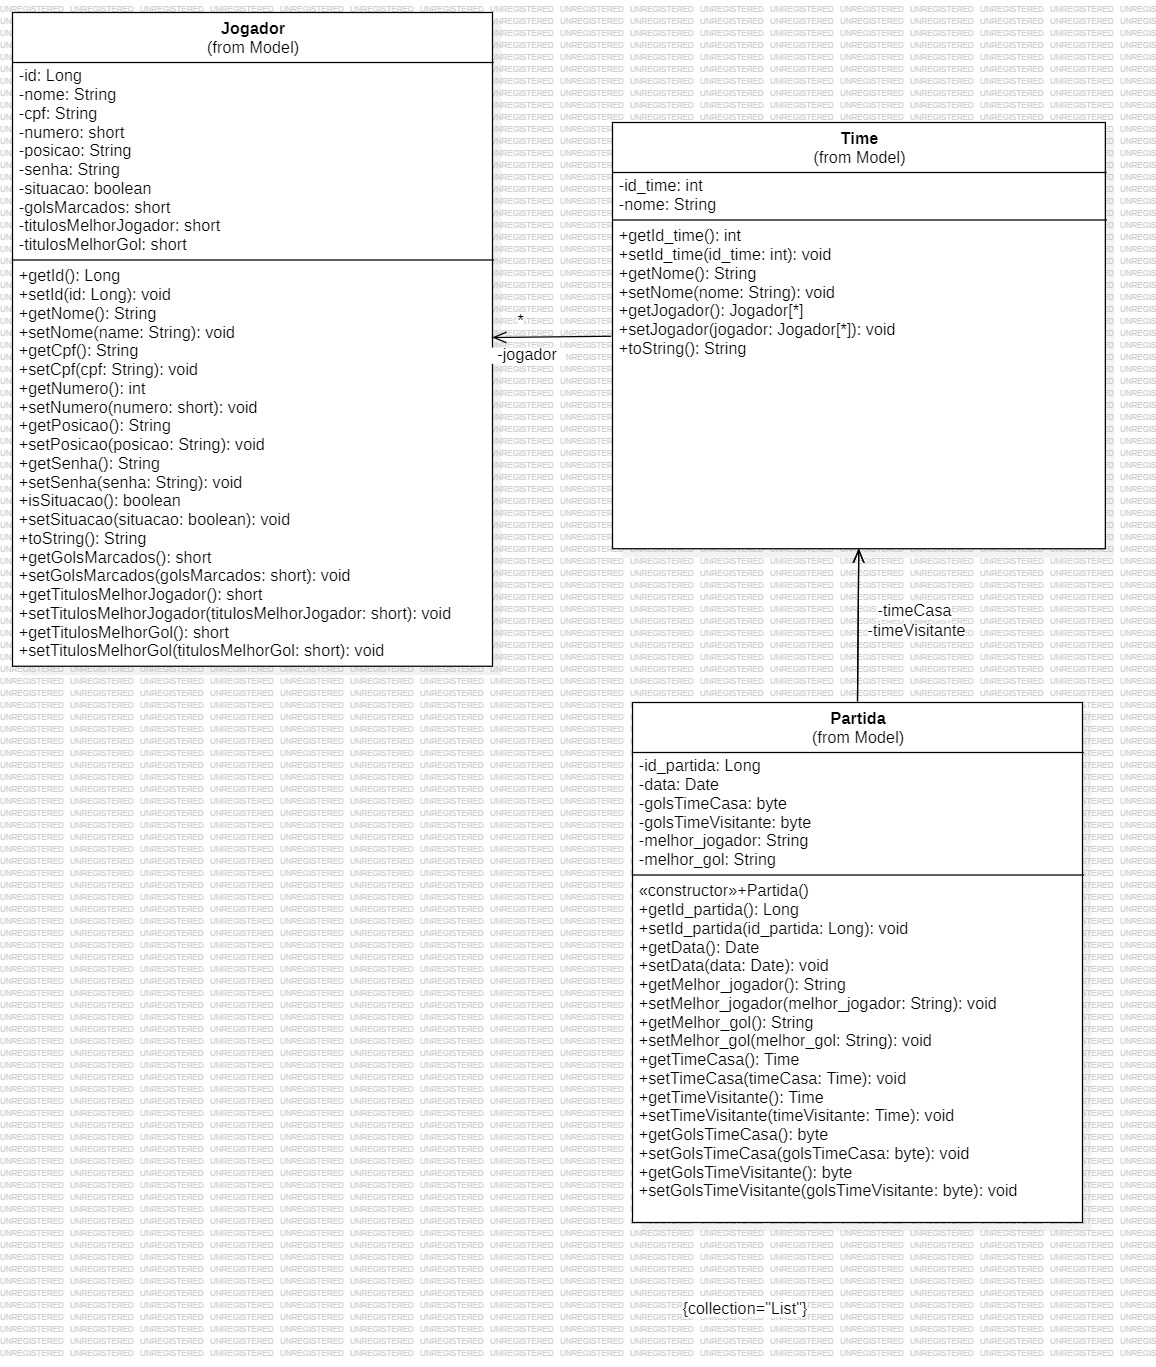 Jogador
(from Model)
-id: Long
-nome: String
-cpf: String
-numero: short
-posicao: String
-senha: String
-situacao: boolean
-golsMarcados: short
-titulosMelhorJogador: short
-titulosMelhorGol: short
+getId(): Long
+setId(id: Long): void
+getNome(): String
+setNome(name: String): void
+getCpf(): String
+setCpf(cpf: String): void
+getNumero(): int
+setNumero(numero: short): void
+getPosicao(): String
+setPosicao(posicao: String): void
+getSenha(): String
+setSenha(senha: String): void
+isSituacao(): boolean
+setSituacao(situacao: boolean): void
+toString(): String
+getGolsMarcados(): short
+setGolsMarcados(golsMarcados: short): void
+getTitulosMelhorJogador(): short
+setTitulosMelhorJogador(titulosMelhorJogador: short): void
+getTitulosMelhorGol(): short
+setTitulosMelhorGol(titulosMelhorGol: short): void
*
-jogador
Time
(from Model)
-id_time: int
-nome: String
+getId_time(): int
+setId_time(id_time: int): void
+getNome(): String
+setNome(nome: String): void
+getJogador(): Jogador[*]
+setJogador(jogador: Jogador[*]): void
+toString(): String
-timeCasa
-timeVisitante
Partida
(from Model)
-id_partida: Long
-data: Date
-golsTimeCasa: byte
-golsTimeVisitante: byte
-melhor_jogador: String
-melhor_gol: String
«constructor»+Partida()
+getId_partida(): Long
+setId_partida(id_partida: Long): void
+getData(): Date
+setData(data: Date): void
+getMelhor_jogador(): String
+setMelhor_jogador(melhor_jogador: String): void
+getMelhor_gol(): String
+setMelhor_gol(melhor_gol: String): void
+getTimeCasa(): Time
+setTimeCasa(timeCasa: Time): void
+getTimeVisitante(): Time
+setTimeVisitante(timeVisitante: Time): void
+getGolsTimeCasa(): byte
+setGolsTimeCasa(golsTimeCasa: byte): void
+getGolsTimeVisitante(): byte
+setGolsTimeVisitante(golsTimeVisitante: byte): void
{collection="List"}
UNREGISTERED